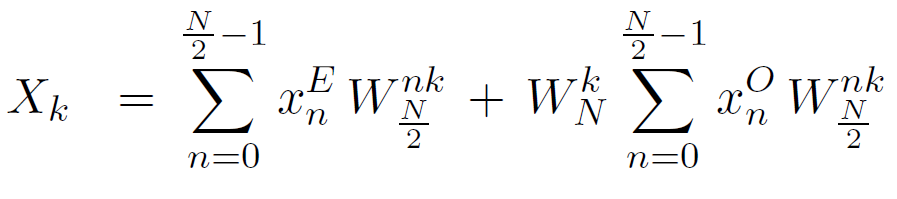 X_k = \sum_{n=0}^{\frac{N}{2}-1} x_n^E W_{\frac{N}{2}}^{nk} + W_N^k \sum_{n=0}^{\frac{N}{2}-1} x_n^O W_{\frac{N}{2}}^{nk}